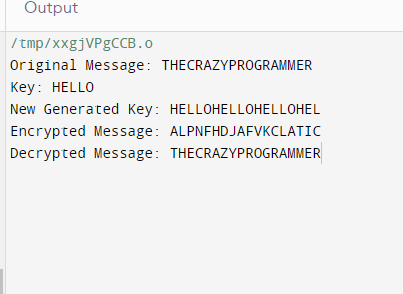 Output
/tmp/xxgjVPgCCB.o
Original Message: THECRAZYPROGRAMMER
Key: HELLO
New Generated Key: HELLOHELLOHELLOHEL
Encrypted Message: ALPNFHDJAFVKCLATIC
Decrypted Message: THECRAZYPROGRAMMER